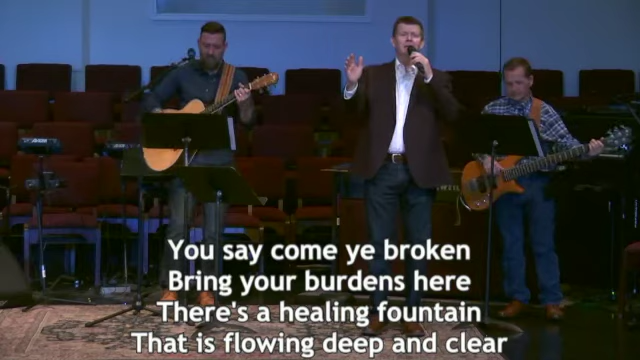 You say come ye broken
Bring your burdens here
There's a healing fountain
That is flowing deep and clear